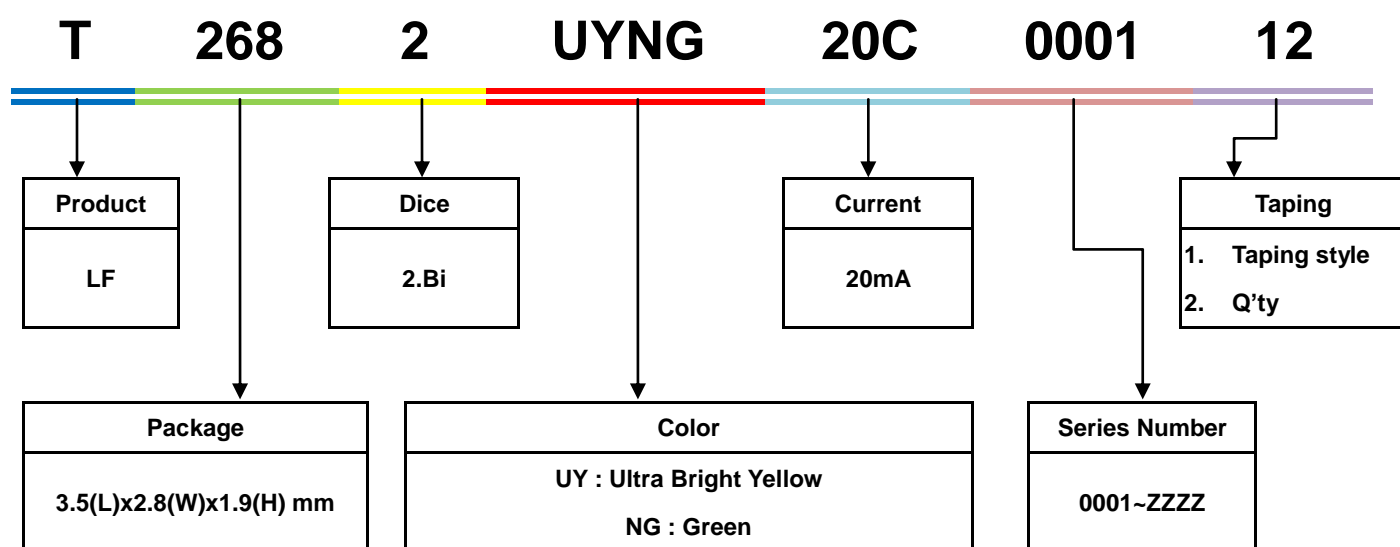 T 268 2 UYNG 20C 0001 12
Product
LF
Dice
2.Bi
Current
20mA
Taping
1. Taping style
2. Q’ty
Package
3.5(L)x2.8(W)x1.9(H) mm
Color
UY : Ultra Bright Yellow
NG : Green
Series Number
0001~ZZZZ